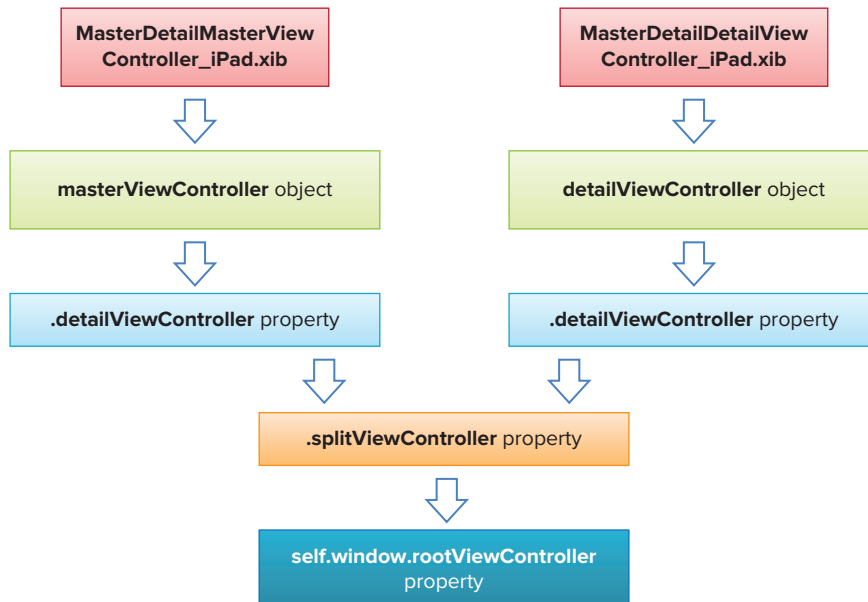 MasterDetailMasterView
Controller_iPad.xib
MasterDetailDetailView
Controller_iPad.xib
masterViewController object
detailViewController object
.detailViewController property
.detailViewController property
.splitViewController property
self.window.rootViewController
property